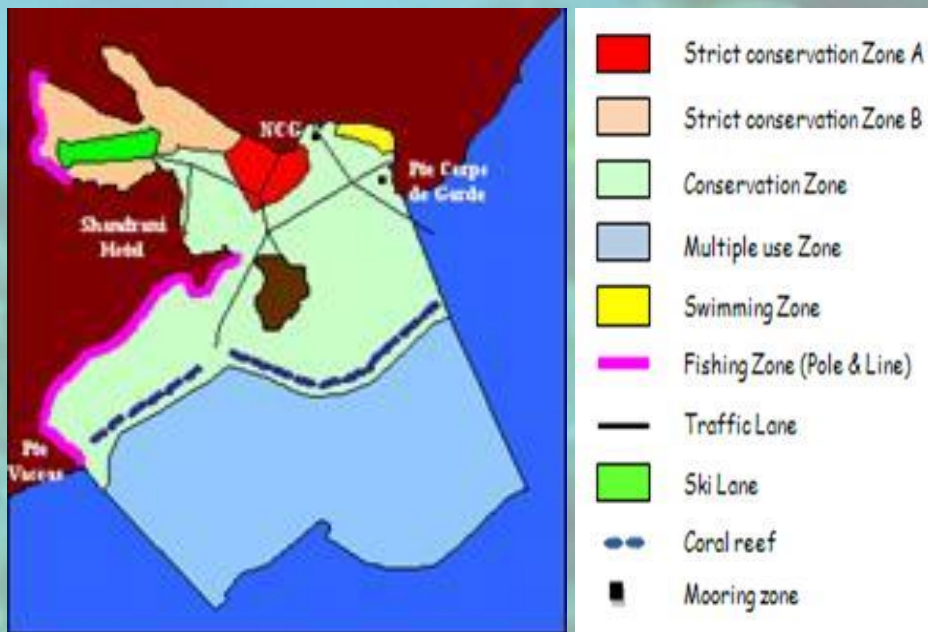 NCG
Pte Corps
de Garde
Shandrani
Hotel
Pte
Vacoas
Strict conservation Zone A
Strict conservation Zone B
Conservation Zone
Multiple use Zone
Swimming Zone
Fishing Zone (Pole & Line)
Traffic Lane
Ski Lane
Coral reef
Mooring zone